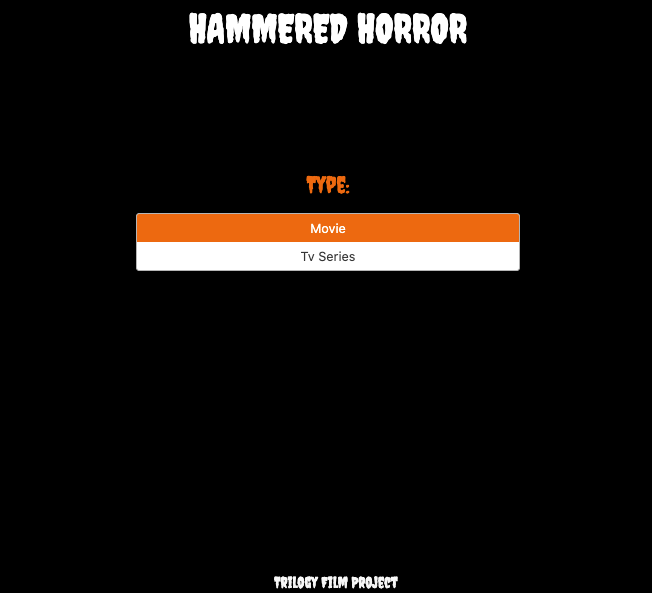 HAMMERED HORROR
TYPE:
Movie
Tv Series
TRILOGY FILM PROJECT